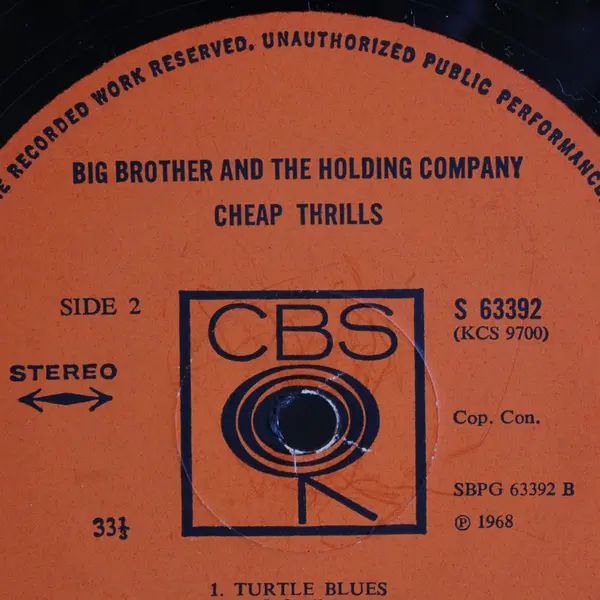 E RECORDED WORK RESERVED. UNAUTHORIZED PUBLIC PERFORMANCE
BIG BROTHER AND THE HOLDING COMPANY
CHEAP THRILLS
SIDE 2
CBS
S 63392
(KCS 9700)
STEREO
Cop. Con.
SBPG 63392 B
33⅓
℗ 1968
1. TURTLE BLUES